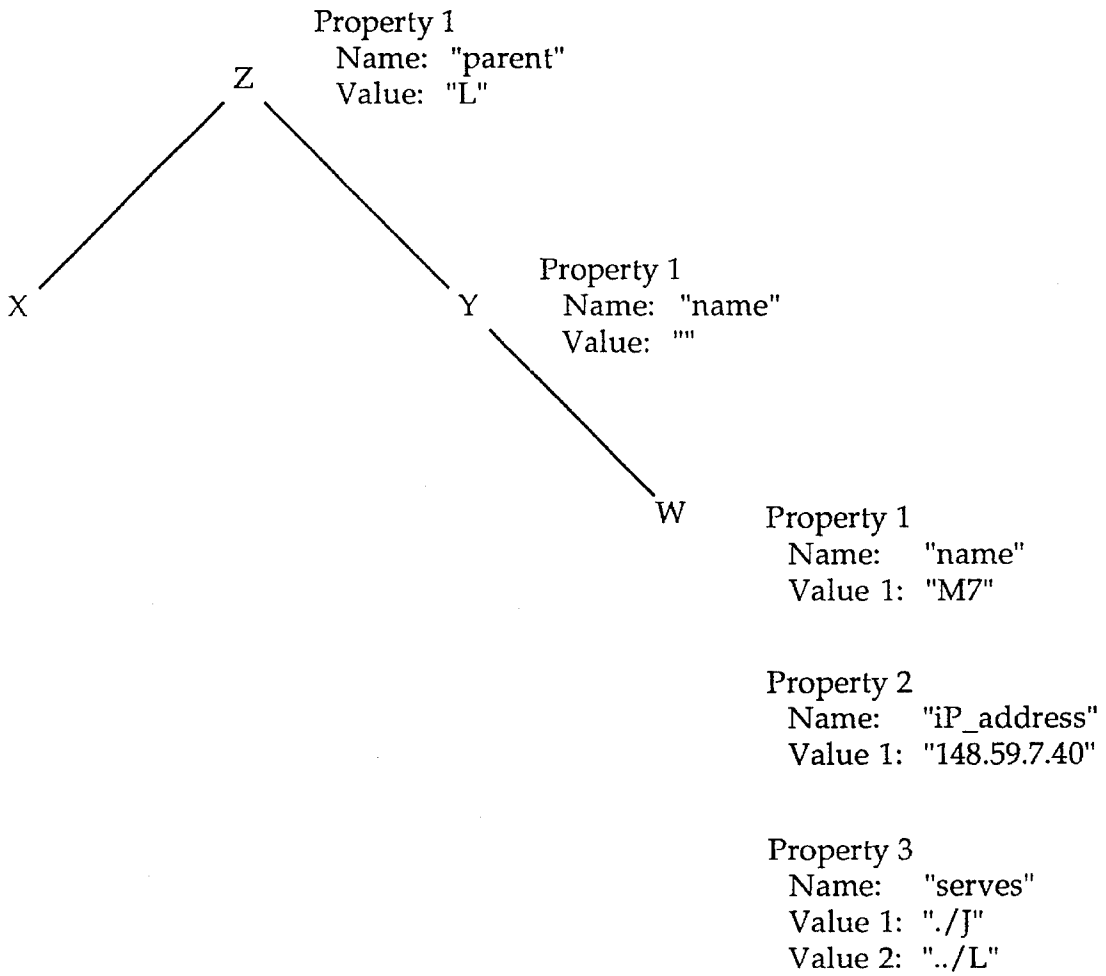 Property 1
Name: "parent"
Z
Value: "L"
Property 1
X
Y
Name: "name"
Value: ""
W
Property 1
Name: "name"
Value 1: "M7"
Property 2
Name: "iP_address"
Value 1: "148.59.7.40"
Property 3
Name: "serves"
Value 1: "./J"
Value 2: "../L"